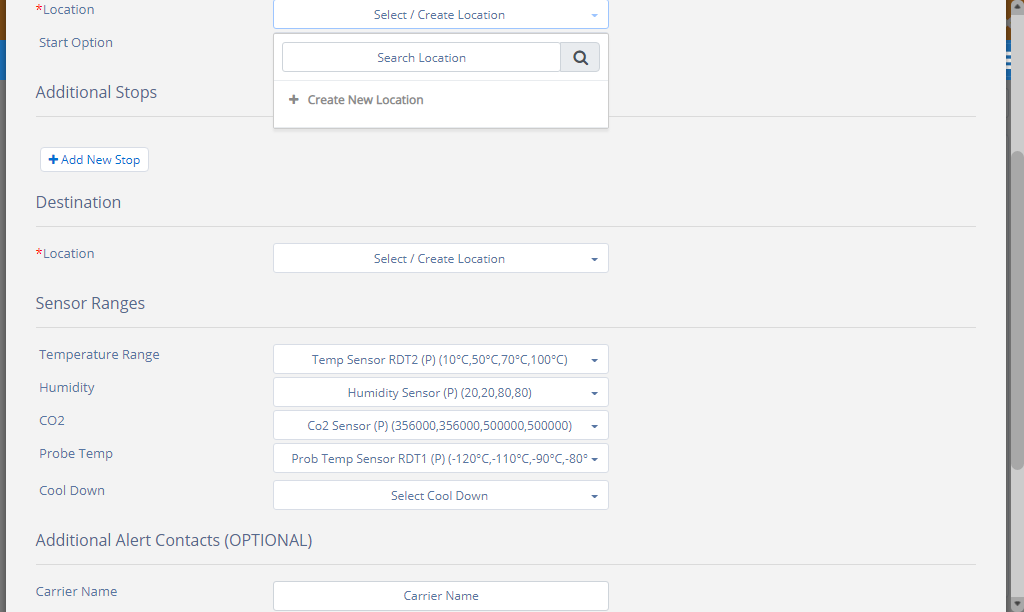 *Location
Select / Create Location
Start Option
Search Location
+ Create New Location
Additional Stops
+ Add New Stop
Destination
*Location
Select / Create Location
Sensor Ranges
Temperature Range
Temp Sensor RDT2 (P) (10°C,50°C,70°C,100°C)
Humidity
Humidity Sensor (P) (20,20,80,80)
CO2
Co2 Sensor (P) (356000,356000,500000,500000)
Probe Temp
Prob Temp Sensor RDT1 (P) (-120°C,-110°C,-90°C,-80°
Cool Down
Select Cool Down
Additional Alert Contacts (OPTIONAL)
Carrier Name
Carrier Name